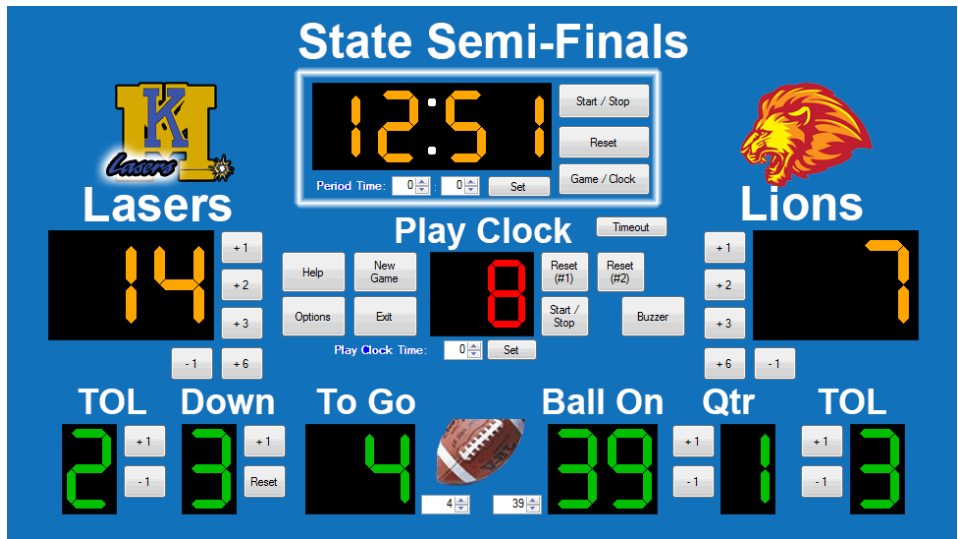 State Semi-Finals
12:51
Start / Stop
Reset
Game / Clock
Period Time: 0 : 0 Set
K
Lasers
Lasers
Lions
Play Clock
Timeout
14
+1
+2
+3
-1
+6
Help
New Game
Options
Exit
8
Reset (#1)
Reset (#2)
Start / Stop
Buzzer
Play Clock Time: 0 Set
+1
+2
+3
+6
-1
7
TOL
Down
To Go
Ball On
Qtr
TOL
2
+1
-1
3
+1
Reset
4
4
39
39
+1
-1
1
+1
-1
3